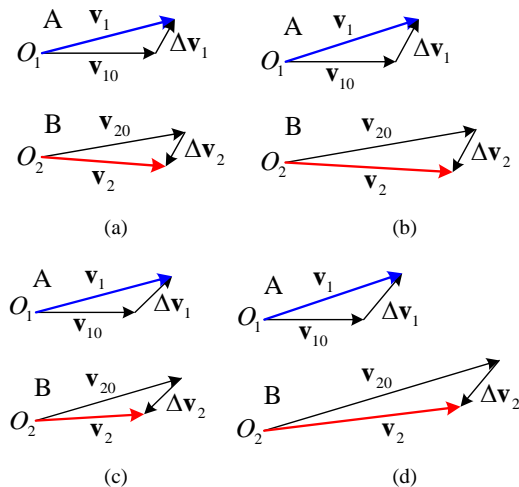 A
v₁
O₁
Δv₁
v₁₀
B
v₂₀
O₂
Δv₂
v₂
(a)
A
v₁
O₁
Δv₁
v₁₀
B
v₂₀
O₂
Δv₂
v₂
(b)
A
v₁
O₁
Δv₁
v₁₀
B
v₂₀
O₂
Δv₂
v₂
(c)
A
v₁
O₁
Δv₁
v₁₀
B
v₂₀
O₂
Δv₂
v₂
(d)